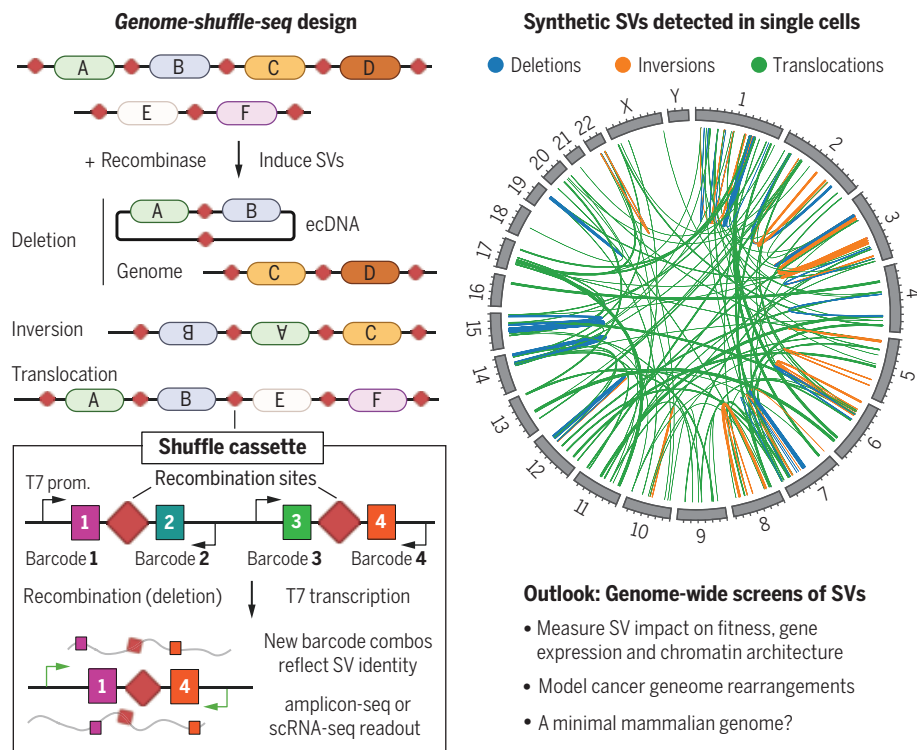 Genome-shuffle-seq design
A
B
C
D
E
F
+ Recombinase
Induce SVs
Deletion
A
B
ecDNA
Genome
C
D
Inversion
B
A
C
Translocation
A
B
E
F
Shuffle cassette
Recombination sites
T7 prom.
1
2
3
4
Barcode 1
Barcode 2
Barcode 3
Barcode 4
Recombination (deletion)
T7 transcription
New barcode combos
reflect SV identity
1
4
amplicon-seq or
scRNA-seq readout
Synthetic SVs detected in single cells
Deletions
Inversions
Translocations
1
2
3
4
5
6
7
8
9
10
11
12
13
14
15
16
17
18
19
20
21
22
X
Y
Outlook: Genome-wide screens of SVs
• Measure SV impact on fitness, gene
expression and chromatin architecture
• Model cancer geneome rearrangements
• A minimal mammalian genome?